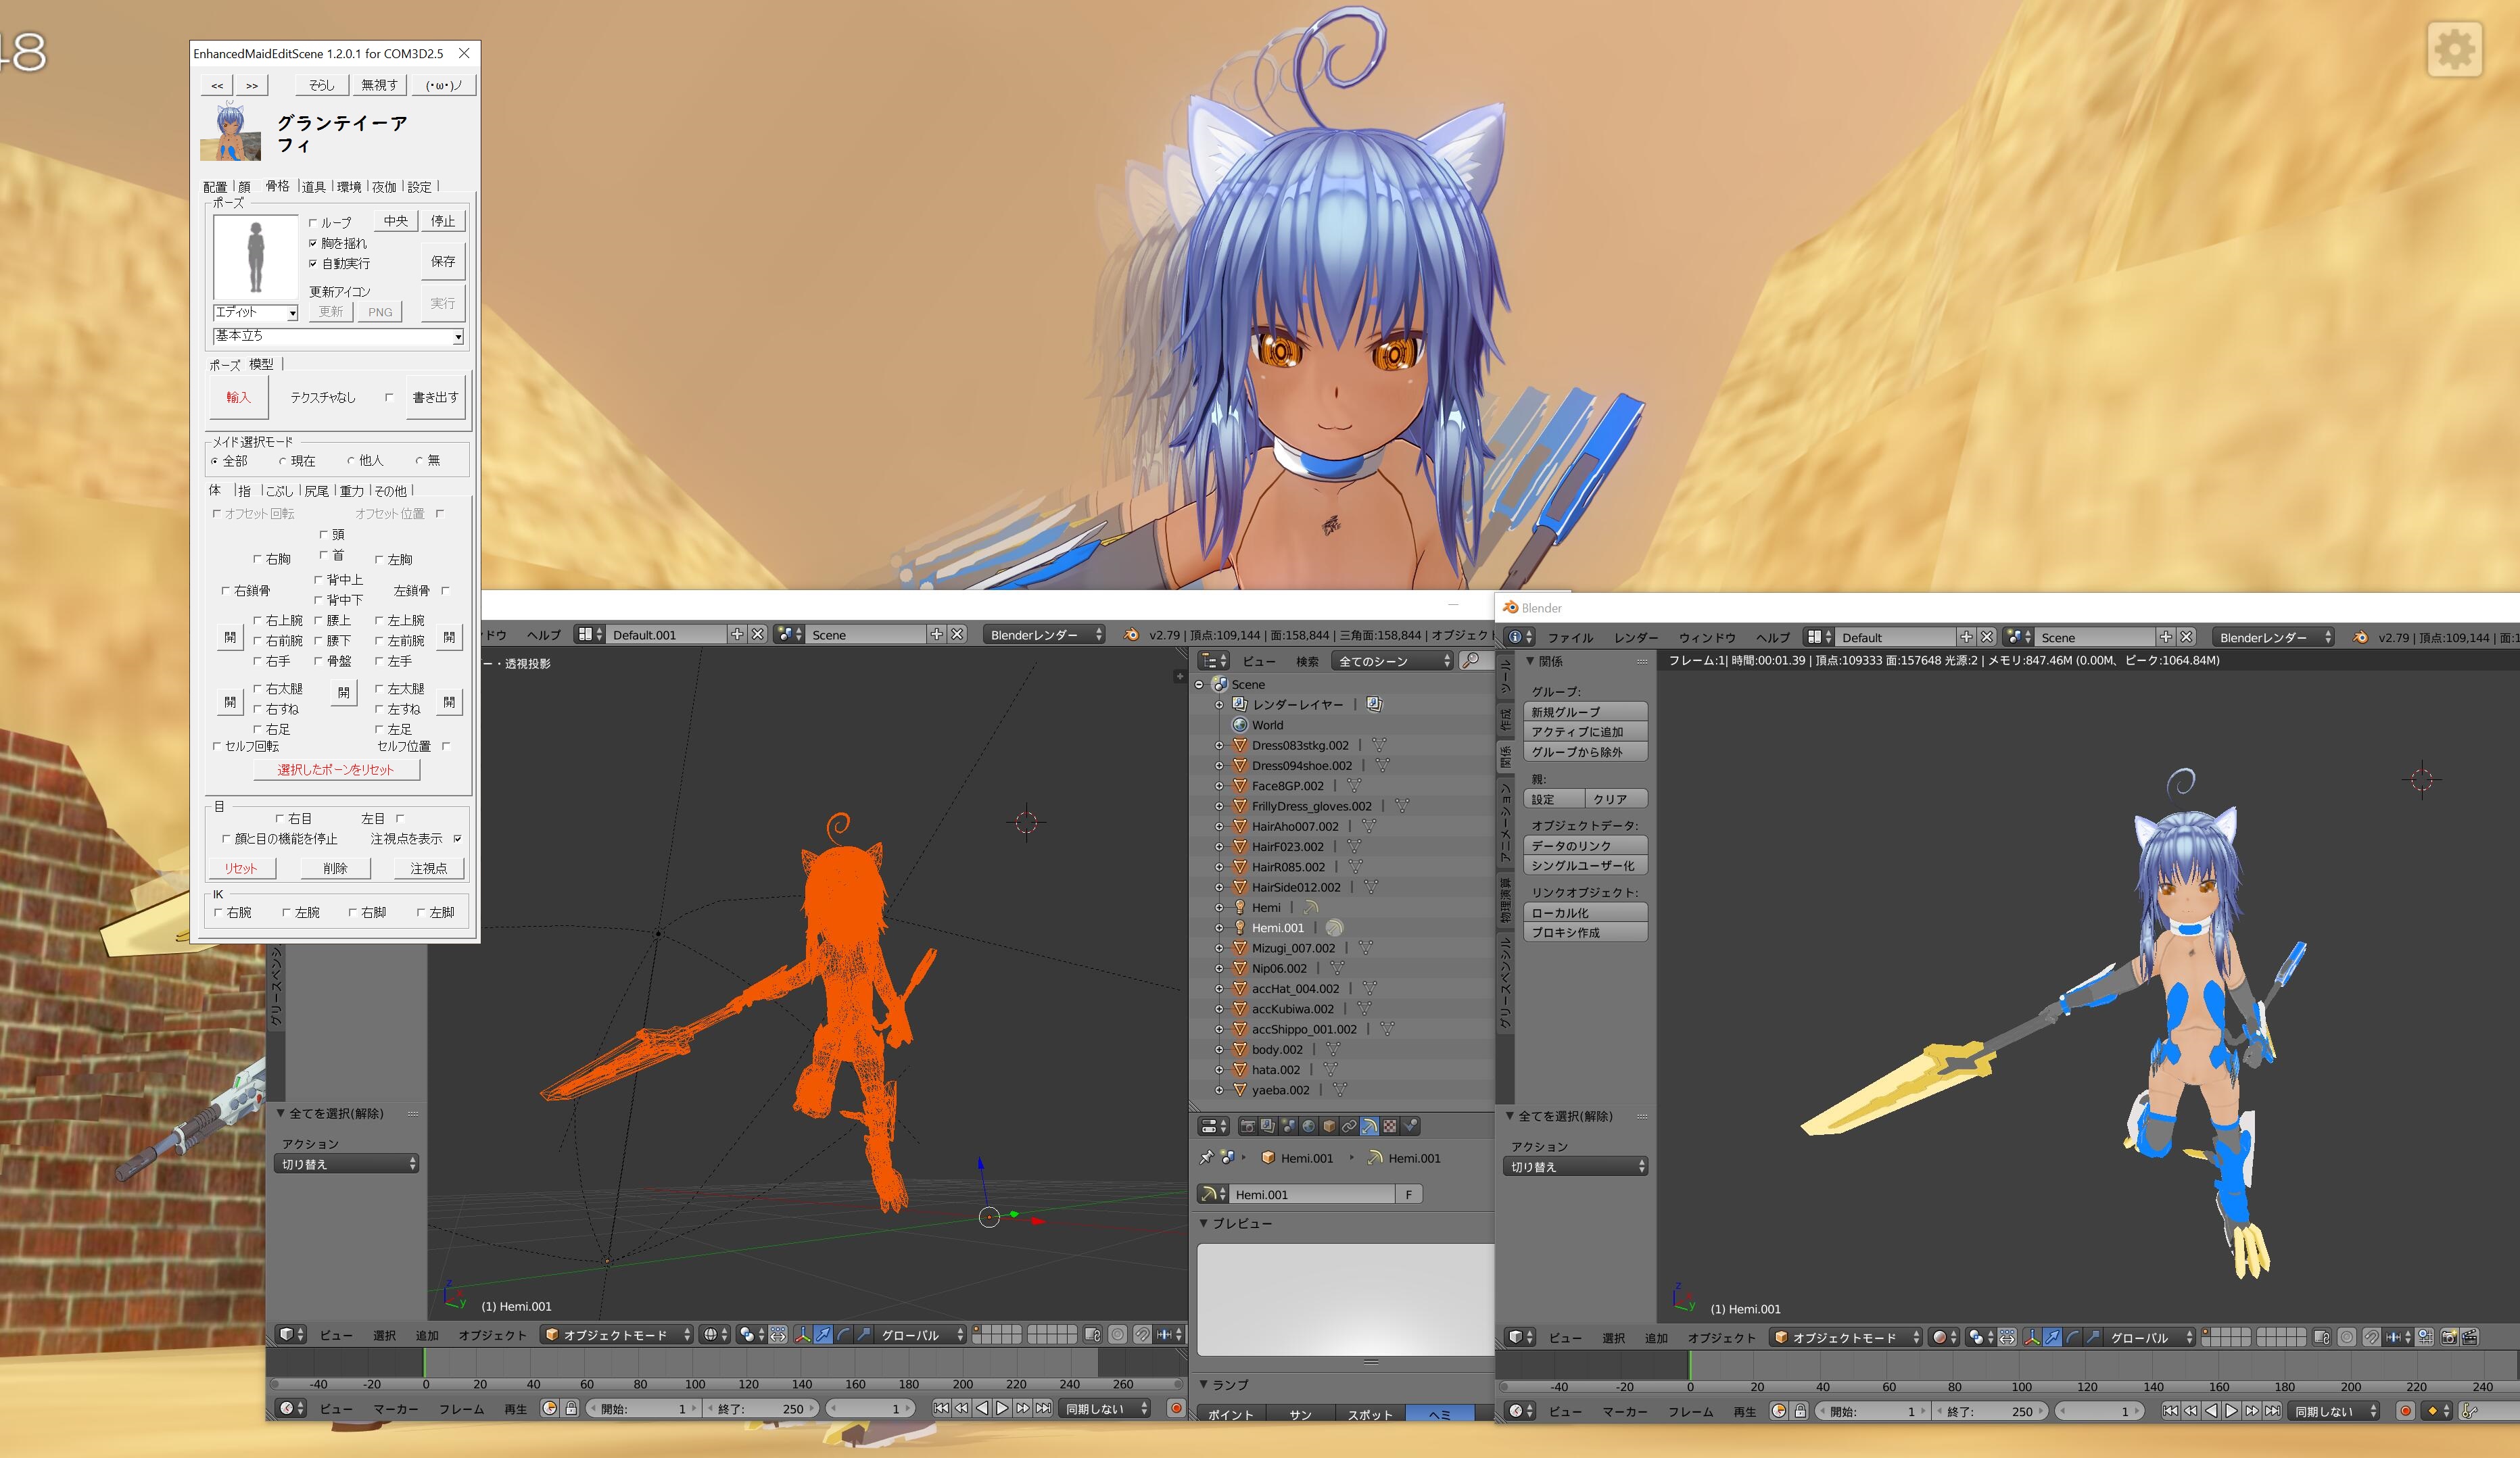 48
EnhancedMaidEditScene 1.2.0.1 for COM3D2.5
<< >> そらし 無視す (・ω・)ノ
グランテイーア
フィ
配置 顔 骨格 道具 環境 夜伽 設定
ポーズ
ループ 中央 停止
胸を揺れ
自動実行 保存
更新アイコン
更新 PNG 実行
エディット
基本立ち
ポーズ 模型
輸入 テクスチャなし 書き出す
メイド選択モード
全部 現在 他人 無
体 指 こぶし 尻尾 重力 その他
オフセット回転 オフセット位置
頭
右胸 首 左胸
背中上
右鎖骨 左鎖骨
背中下
右上腕 腰上 左上腕
開 右前腕 腰下 左前腕 開
右手 骨盤 左手
右太腿 左太腿
開 右すね 開 左すね 開
右足 左足
セルフ回転 セルフ位置
選択したボーンをリセット
目
右目 左目
顔と目の機能を停止 注視点を表示
リセット 削除 注視点
IK
右腕 左腕 右脚 左脚
ドウ ヘルプ Default.001 Scene Blenderレンダー v2.79 | 頂点:109,144 | 面:158,844 | 三角面:158,844 | オブジェク
ー・透視投影
ビュー 検索 全てのシーン
Scene
レンダーレイヤー
World
Dress083stkg.002
Dress094shoe.002
Face8GP.002
FrillyDress_gloves.002
HairAho007.002
HairF023.002
HairR085.002
HairSide012.002
Hemi
Hemi.001
Mizugi_007.002
Nip06.002
accHat_004.002
accKubiwa.002
accShippo_001.002
body.002
hata.002
yaeba.002
グリースペンシ
全てを選択(解除)
アクション
切り替え
(1) Hemi.001
Hemi.001 Hemi.001
Hemi.001 F
プレビュー
ランプ
ポイント サン スポット ヘミ
ビュー 選択 追加 オブジェクト オブジェクトモード グローバル
-40 -20 0 20 40 60 80 100 120 140 160 180 200 220 240 260
ビュー マーカー フレーム 再生 開始: 1 終了: 250 1 同期しない
Blender
ファイル レンダー ウィンドウ ヘルプ Default Scene Blenderレンダー v2.79 | 頂点:109,144 | 面:1
フレーム:1| 時間:00:01.39 | 頂点:109333 面:157648 光源:2 | メモリ:847.46M (0.00M、ピーク:1064.84M)
ツール
作成
関係
アニメーション
物理演算
グリースペンシル
関係
グループ:
新規グループ
アクティブに追加
グループから除外
親:
設定 クリア
オブジェクトデータ:
データのリンク
シングルユーザー化
リンクオブジェクト:
ローカル化
プロキシ作成
全てを選択(解除)
アクション
切り替え
(1) Hemi.001
ビュー 選択 追加 オブジェクト オブジェクトモード グローバル
-40 -20 0 20 40 60 80 100 120 140 160 180 200 220 240
ビュー マーカー フレーム 再生 開始: 1 終了: 250 1 同期しない